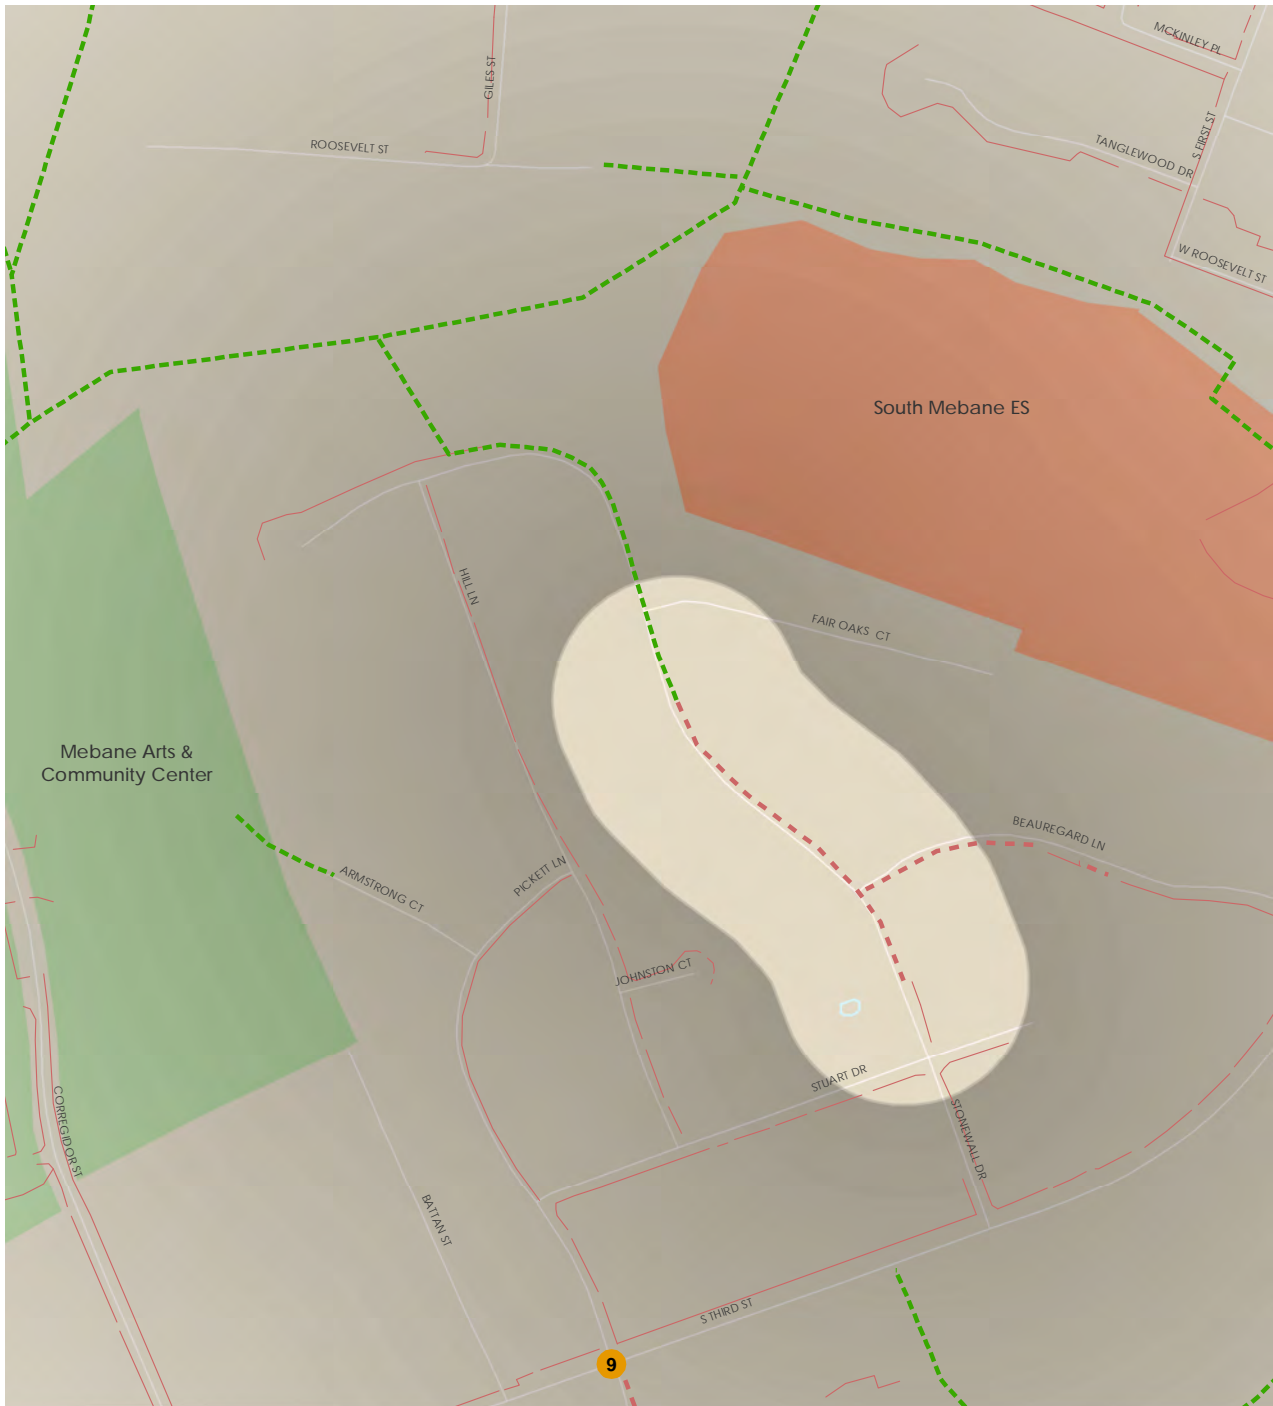 MCKINLEY PL
GILES ST
ROOSEVELT ST
S FIRST ST
TANGLEWOOD DR
W ROOSEVELT ST
South Mebane ES
HILL LN
FAIR OAKS CT
Mebane Arts &
Community Center
BEAUREGARD LN
PICKETT LN
ARMSTRONG CT
JOHNSTON CT
STUART DR
CORREGIDOR ST
STONEWALL DR
BATTAN ST
S THIRD ST
9